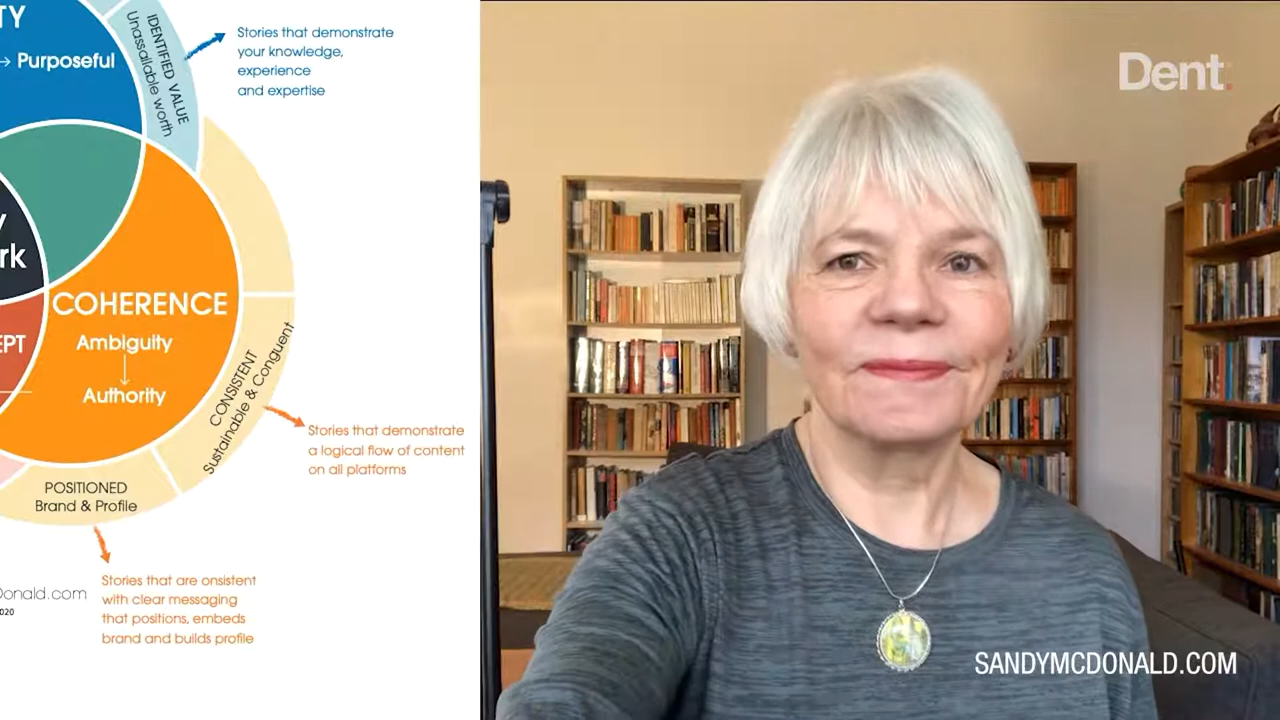 TY
→ Purposeful
IDENTIFIED VALUE
Unassailable worth
Stories that demonstrate
your knowledge,
experience
and expertise
Dent.
y
rk
EPT
COHERENCE
Ambiguity
Authority
CONSISTENT
Sustainable & Conguent
Stories that demonstrate
a logical flow of content
on all platforms
POSITIONED
Brand & Profile
Stories that are onsistent
with clear messaging
that positions, embeds
brand and builds profile
Donald.com
020
SANDYMCDONALD.COM